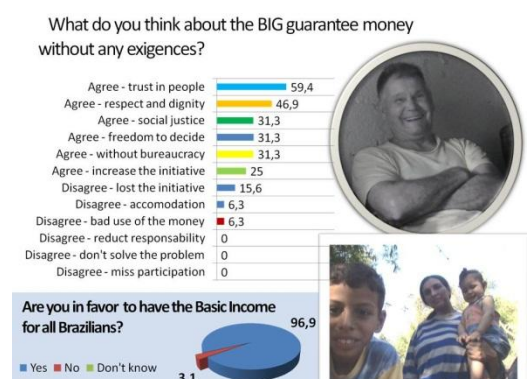 What do you think about the BIG guarantee money
without any exigences?
Agree - trust in people 59,4
Agree - respect and dignity 46,9
Agree - social justice 31,3
Agree - freedom to decide 31,3
Agree - without bureaucracy 31,3
Agree - increase the initiative 25
Disagree - lost the initiative 15,6
Disagree - accomodation 6,3
Disagree - bad use of the money 6,3
Disagree - reduct responsability 0
Disagree - don't solve the problem 0
Disagree - miss participation 0
Are you in favor to have the Basic Income
for all Brazilians?
96,9
Yes No Don't know
3,1